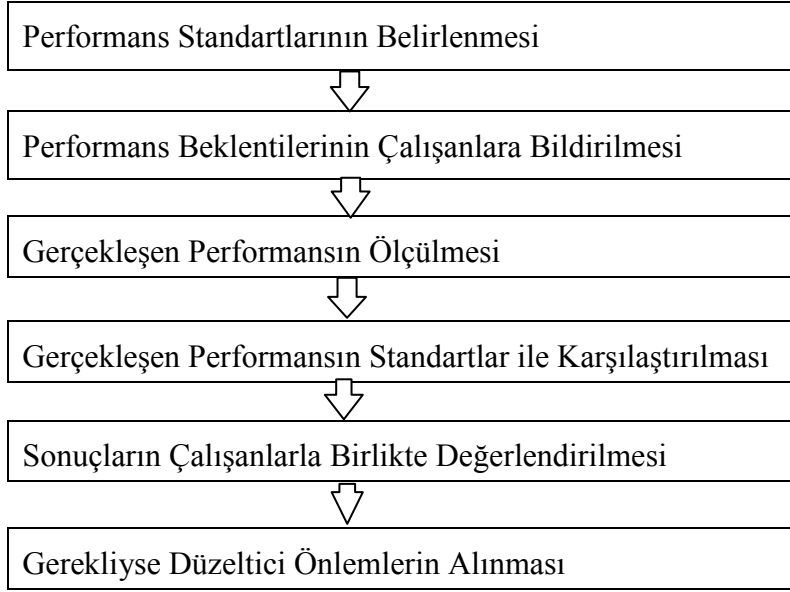 Performans Standartlarının Belirlenmesi
Performans Beklentilerinin Çalışanlara Bildirilmesi
Gerçekleşen Performansın Ölçülmesi
Gerçekleşen Performansın Standartlar ile Karşılaştırılması
Sonuçların Çalışanlarla Birlikte Değerlendirilmesi
Gerekliyse Düzeltici Önlemlerin Alınması